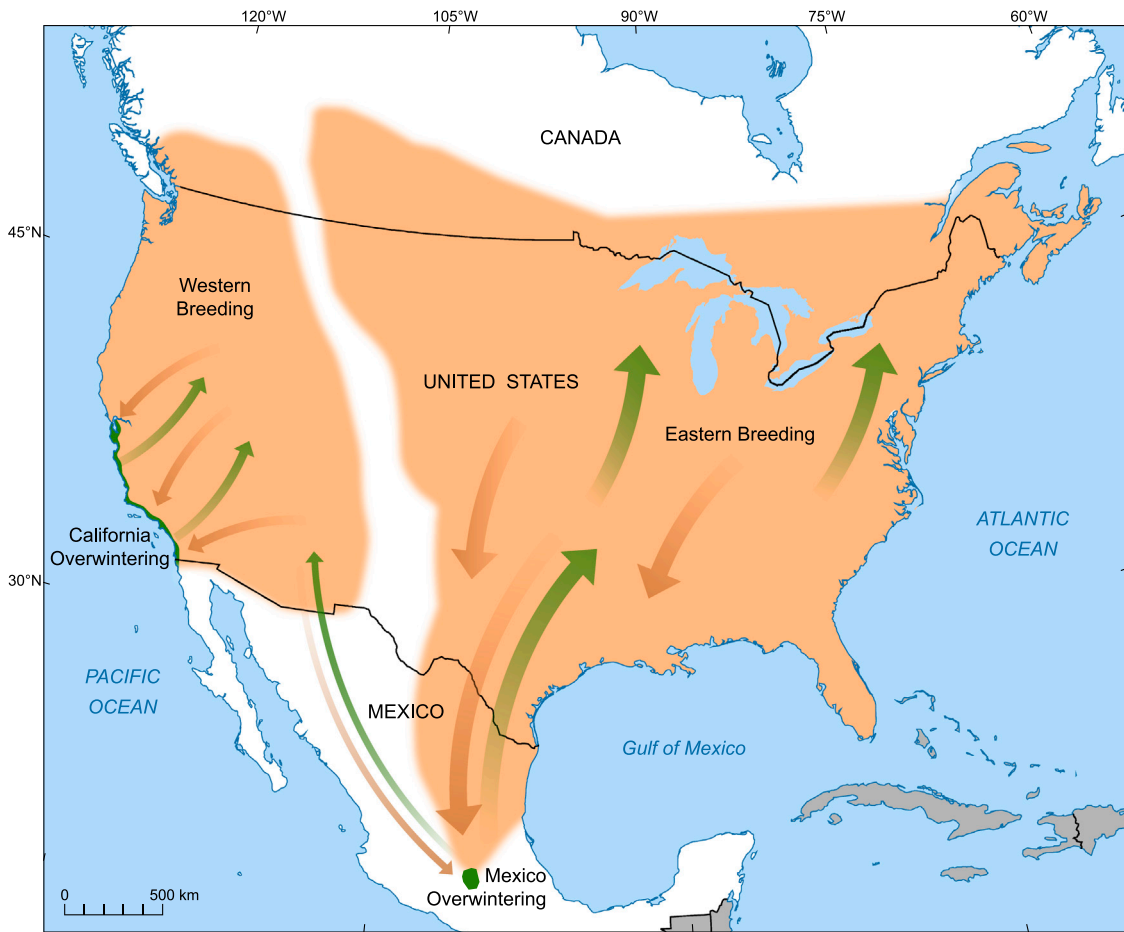 120°W
105°W
90°W
75°W
60°W
CANADA
45°N
Western
Breeding
UNITED STATES
Eastern Breeding
California
Overwintering
ATLANTIC
OCEAN
30°N
PACIFIC
OCEAN
MEXICO
Gulf of Mexico
Mexico
Overwintering
0
500 km